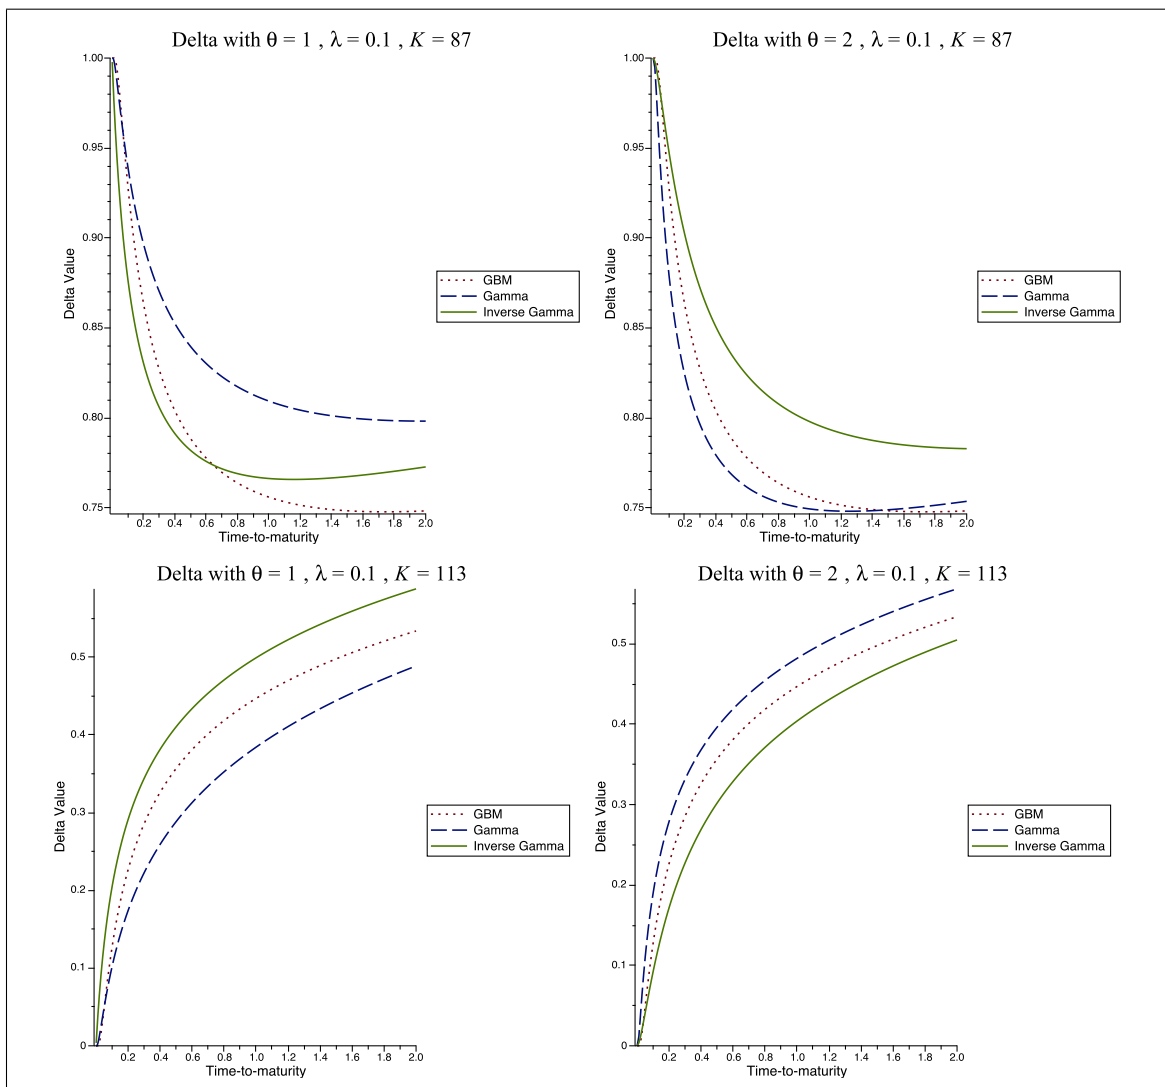 Delta with θ = 1 , λ = 0.1 , K = 87
1.00
0.95
0.90
0.85
0.80
0.75
Delta Value
0.2 0.4 0.6 0.8 1.0 1.2 1.4 1.6 1.8 2.0
Time-to-maturity
GBM
Gamma
Inverse Gamma
Delta with θ = 2 , λ = 0.1 , K = 87
1.00
0.95
0.90
0.85
0.80
0.75
Delta Value
0.2 0.4 0.6 0.8 1.0 1.2 1.4 1.6 1.8 2.0
Time-to-maturity
GBM
Gamma
Inverse Gamma
Delta with θ = 1 , λ = 0.1 , K = 113
0.5
0.4
0.3
0.2
0.1
0
Delta Value
0.2 0.4 0.6 0.8 1.0 1.2 1.4 1.6 1.8 2.0
Time-to-maturity
GBM
Gamma
Inverse Gamma
Delta with θ = 2 , λ = 0.1 , K = 113
0.5
0.4
0.3
0.2
0.1
0
Delta Value
0.2 0.4 0.6 0.8 1.0 1.2 1.4 1.6 1.8 2.0
Time-to-maturity
GBM
Gamma
Inverse Gamma